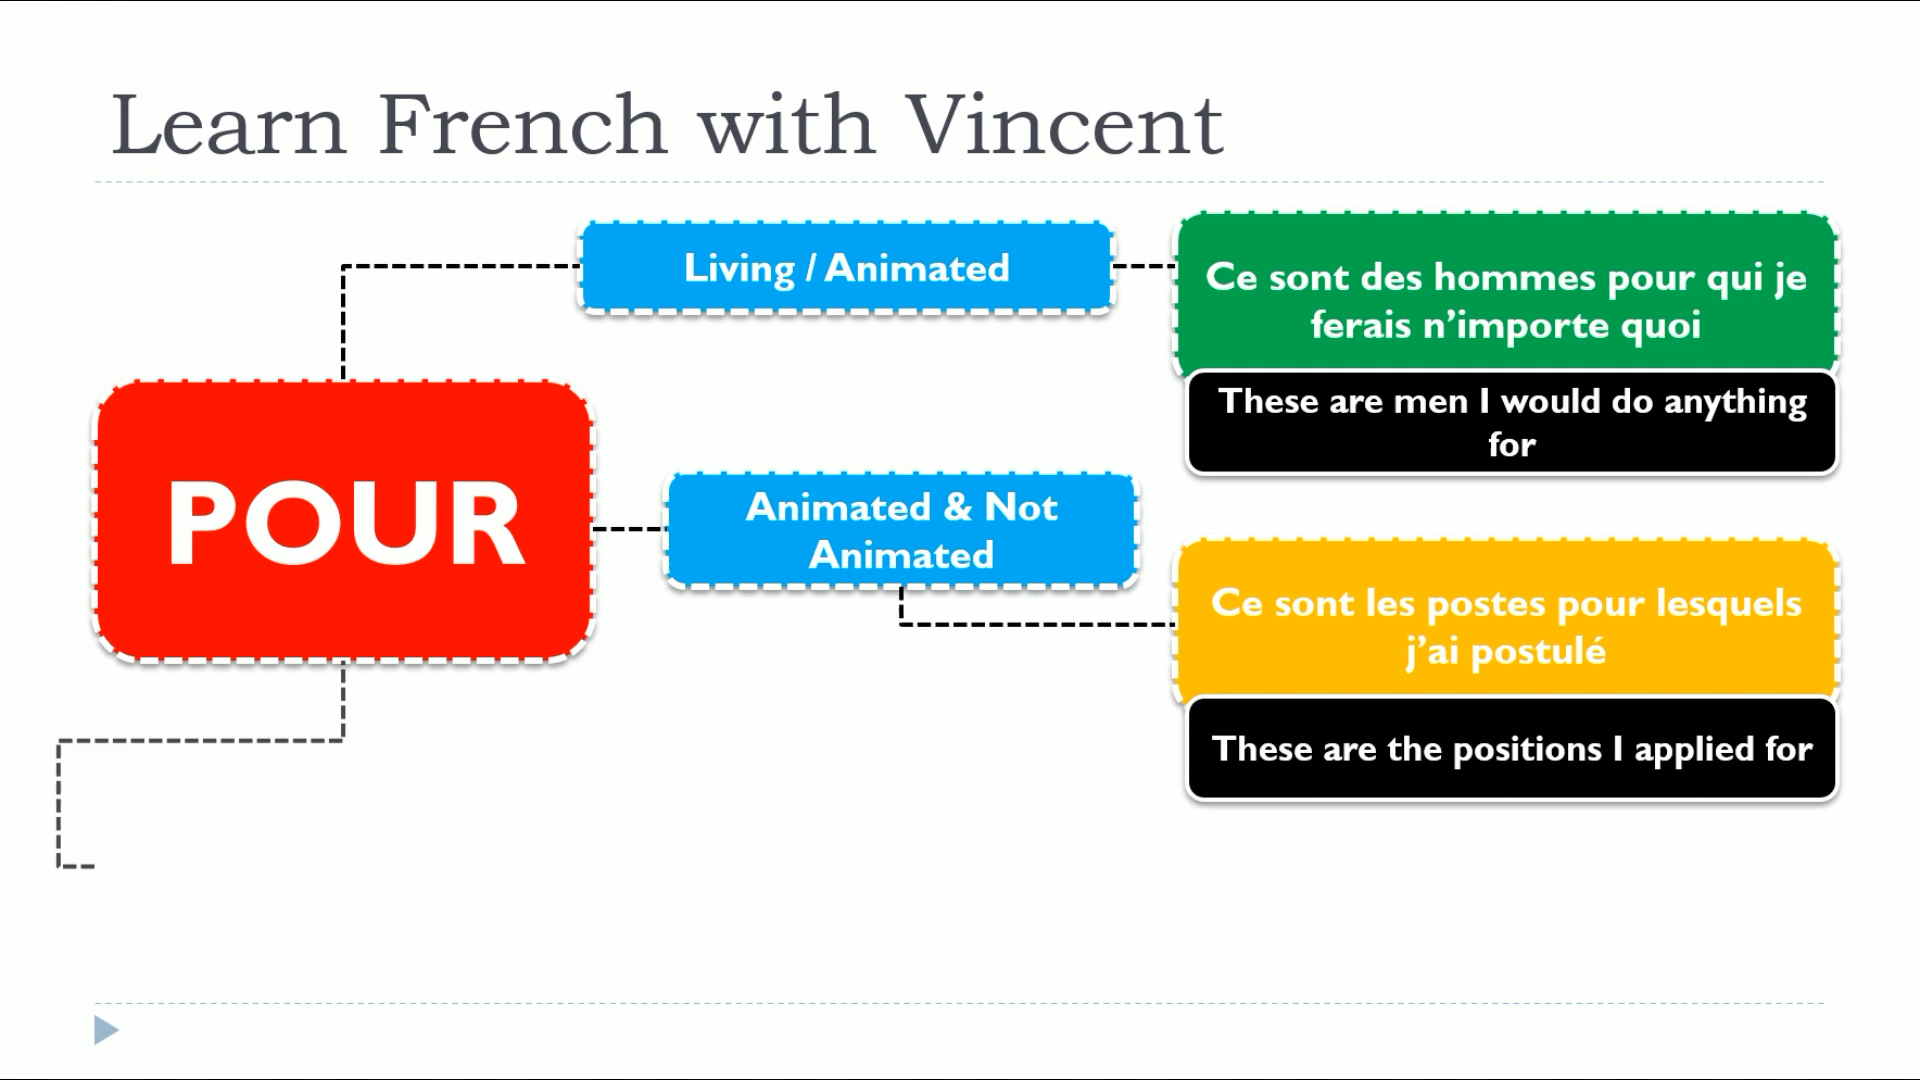 Learn French with Vincent
Living / Animated
Ce sont des hommes pour qui je
ferais n’importe quoi
These are men I would do anything
for
POUR
Animated & Not
Animated
Ce sont les postes pour lesquels
j’ai postulé
These are the positions I applied for